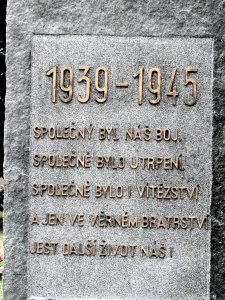 1939-1945
SPOLEČNÝ BYL NÁŠ BOJ.
SPOLEČNÉ BYLO UTRPENÍ.
SPOLEČNÉ BYLO I VÍTĚZSTVÍ
A JEN VE VĚRNÉM BRATRSTVÍ
JEST DALŠÍ ŽIVOT NÁŠ!